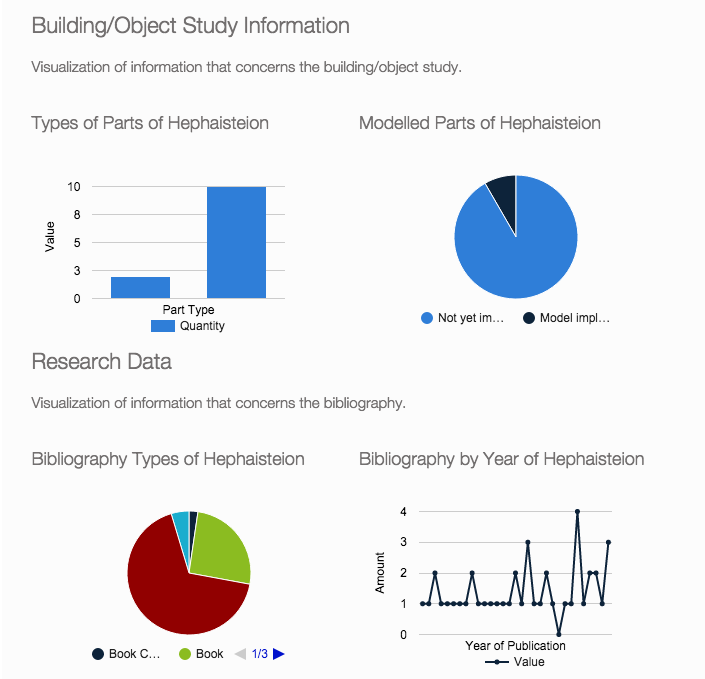 Building/Object Study Information
Visualization of information that concerns the building/object study.
Types of Parts of Hephaisteion
Modelled Parts of Hephaisteion
10
8
5
3
0
Value
Part Type
Quantity
Not yet im...
Model impl...
Research Data
Visualization of information that concerns the bibliography.
Bibliography Types of Hephaisteion
Bibliography by Year of Hephaisteion
Book C...
Book
1/3
4
3
2
1
0
Amount
Year of Publication
Value